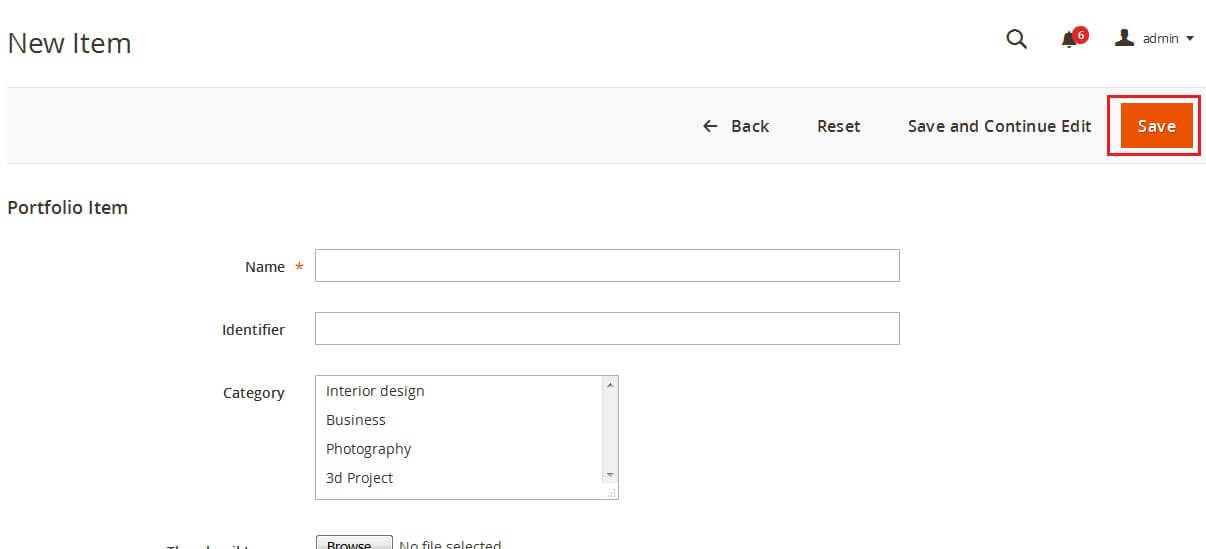 New Item
6
admin
Back Reset Save and Continue Edit Save
Portfolio Item
Name *
Identifier
Category
Interior design
Business
Photography
3d Project
Browse... No file selected